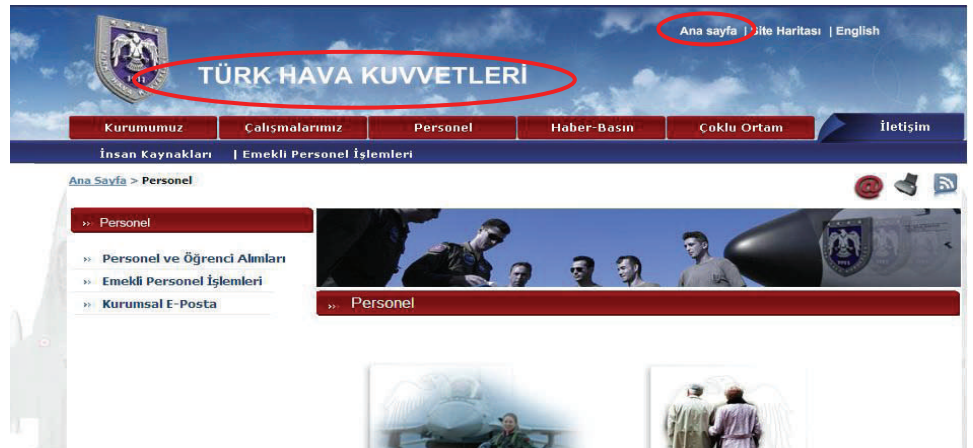 Ana sayfa | Site Haritası | English
TÜRK HAVA KUVVETLERİ
Kurumumuz Çalışmalarımız Personel Haber-Basın Çoklu Ortam İletişim
İnsan Kaynakları | Emekli Personel İşlemleri
Ana Sayfa > Personel
Personel
Personel ve Öğrenci Alımları
Emekli Personel İşlemleri
Kurumsal E-Posta
Personel